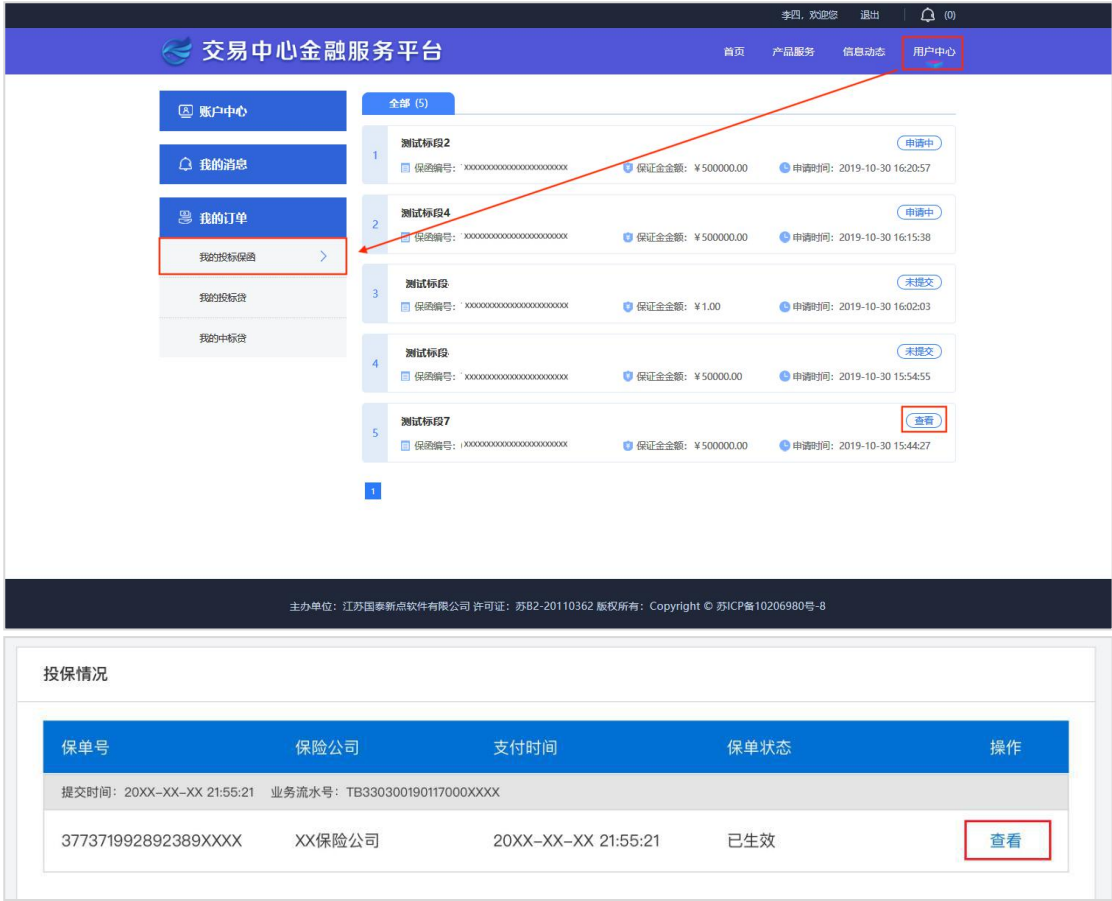 李四, 欢迎您 退出 (0)
交易中心金融服务平台 首页 产品服务 信息动态 用户中心
账户中心
我的消息
我的订单
我的投标保函
我的投标贷
我的中标贷
全部 (5)
1 测试标段2 申请中
保函编号: xxxxxxxxxxxxxxxxxxxxxxx 保证金金额: ¥500000.00 申请时间: 2019-10-30 16:20:57
2 测试标段4 申请中
保函编号: xxxxxxxxxxxxxxxxxxxxxxx 保证金金额: ¥500000.00 申请时间: 2019-10-30 16:15:38
3 测试标段 未提交
保函编号: xxxxxxxxxxxxxxxxxxxxxxx 保证金金额: ¥1.00 申请时间: 2019-10-30 16:02:03
4 测试标段 未提交
保函编号: xxxxxxxxxxxxxxxxxxxxxxx 保证金金额: ¥50000.00 申请时间: 2019-10-30 15:54:55
5 测试标段7 查看
保函编号: xxxxxxxxxxxxxxxxxxxxxxx 保证金金额: ¥500000.00 申请时间: 2019-10-30 15:44:27
1
主办单位: 江苏国泰新点软件有限公司 许可证: 苏B2-20110362 版权所有: Copyright © 苏ICP备10206980号-8
投保情况
保单号 保险公司 支付时间 保单状态 操作
提交时间: 20XX-XX-XX 21:55:21 业务流水号: TB330300190117000XXXX
377371992892389XXXX XX保险公司 20XX-XX-XX 21:55:21 已生效 查看